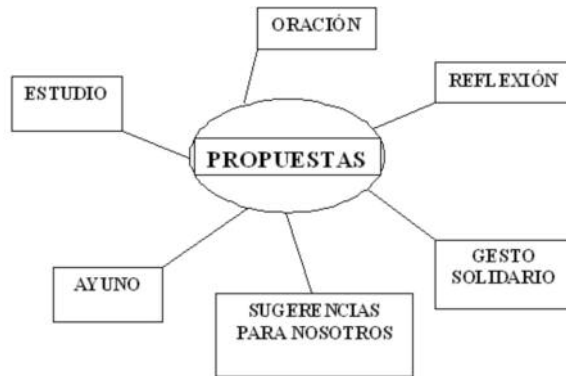 ORACIÓN
ESTUDIO
REFLEXIÓN
PROPUESTAS
GESTO
SOLIDARIO
AYUNO
SUGERENCIAS
PARA NOSOTROS